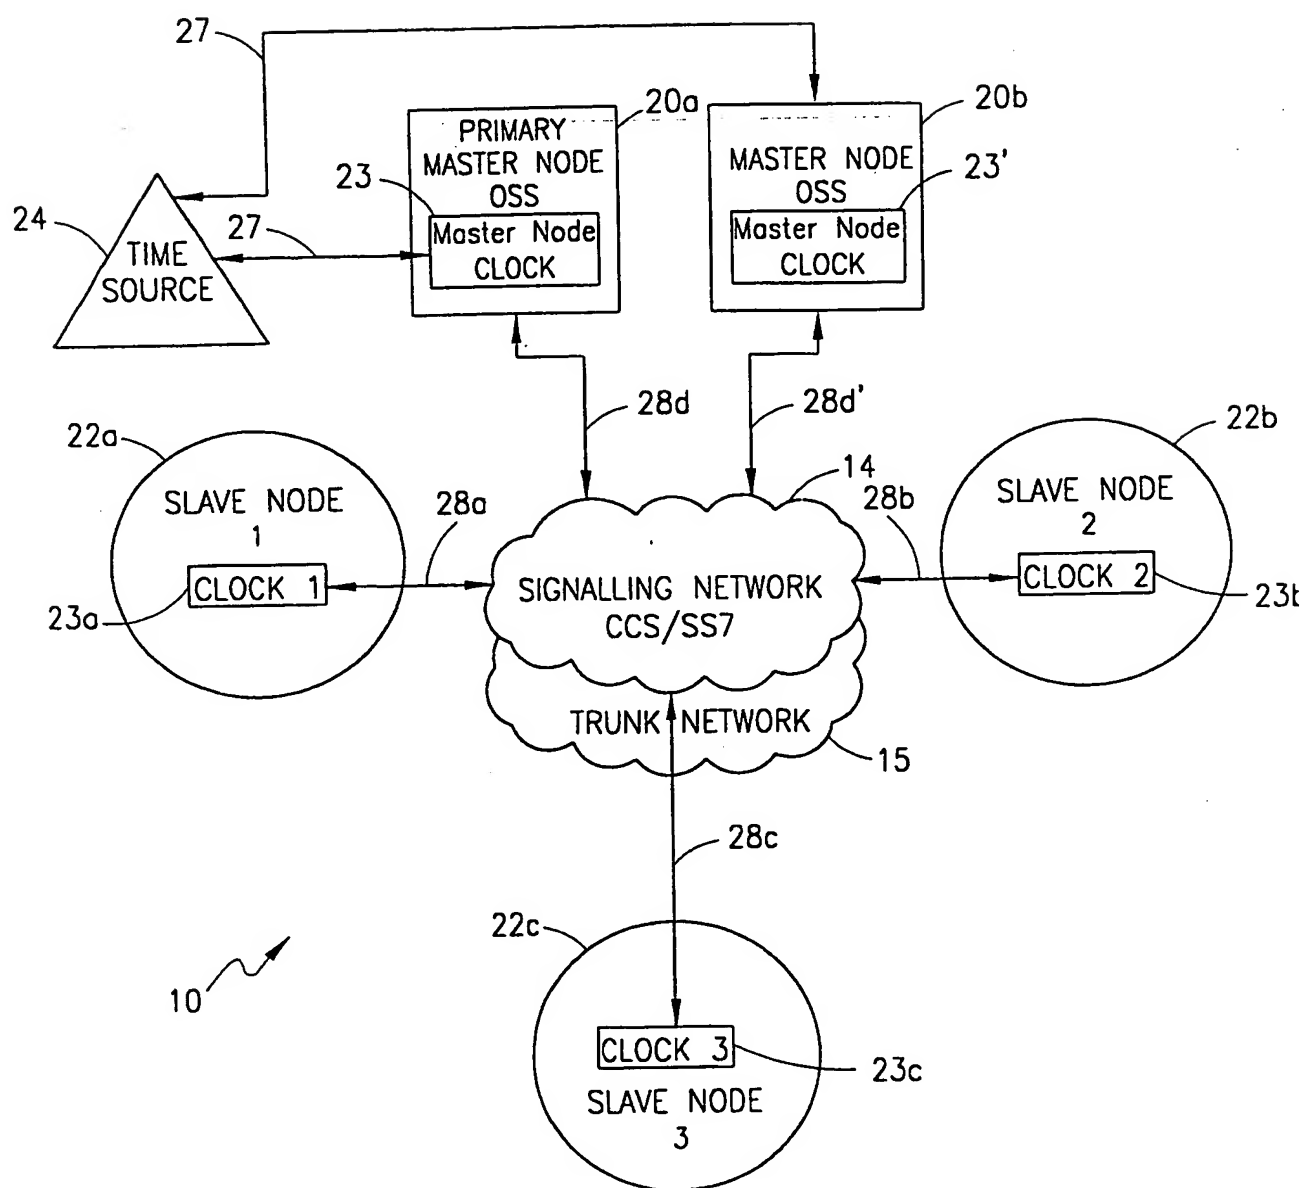 27
20a
20b
PRIMARY
MASTER NODE
OSS
23
Master Node
CLOCK
MASTER NODE
OSS
23'
Master Node
CLOCK
24
TIME
SOURCE
27
28d
28d'
22a
SLAVE NODE
1
28a
CLOCK 1
23a
14
28b
SIGNALLING NETWORK
CCS/SS7
TRUNK NETWORK
15
22b
SLAVE NODE
2
CLOCK 2
23b
28c
22c
CLOCK 3
23c
SLAVE NODE
3
10